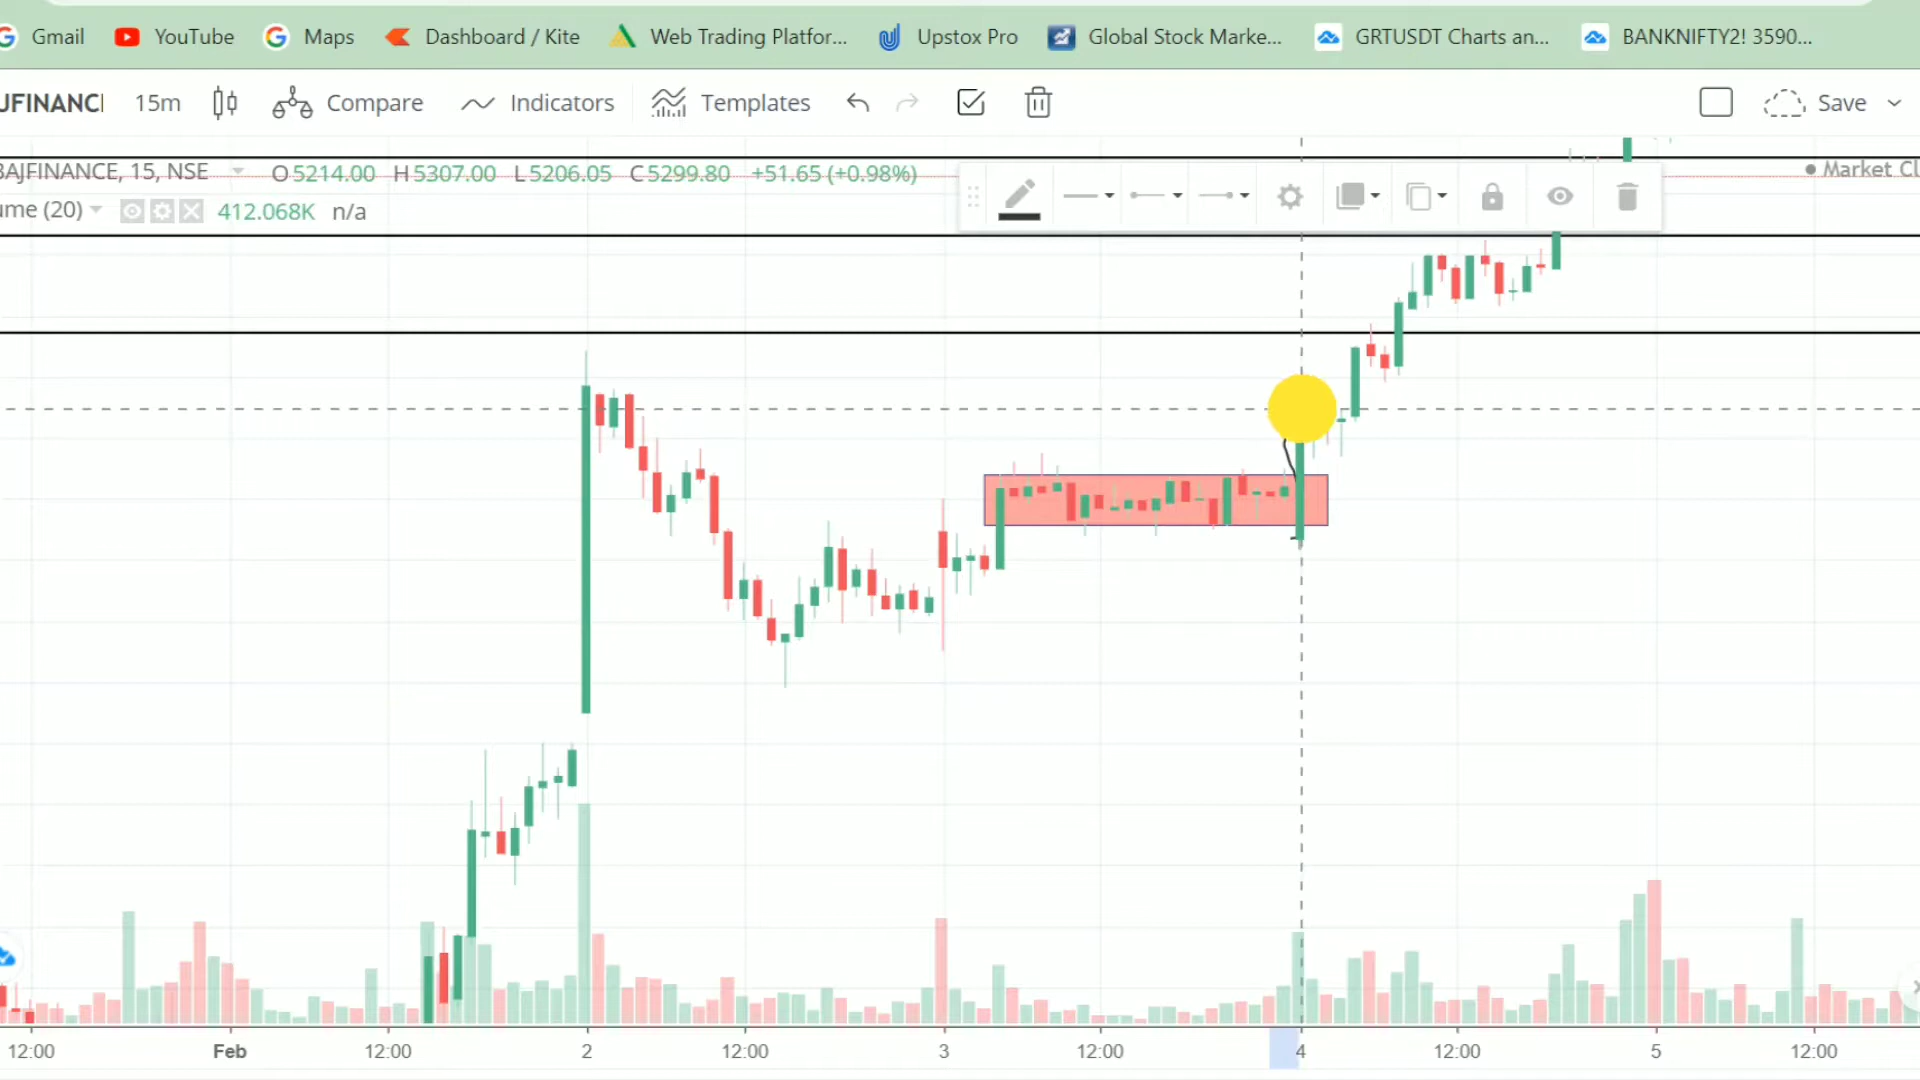 Gmail YouTube Maps Dashboard / Kite Web Trading Platfor... Upstox Pro Global Stock Marke... GRTUSDT Charts an... BANKNIFTY2! 3590...
JFINANCI 15m Compare Indicators Templates Save
BAJFINANCE, 15, NSE O5214.00 H5307.00 L5206.05 C5299.80 +51.65 (+0.98%) Market Cl
ume (20) 412.068K n/a
12:00 Feb 12:00 2 12:00 3 12:00 4 12:00 5 12:00